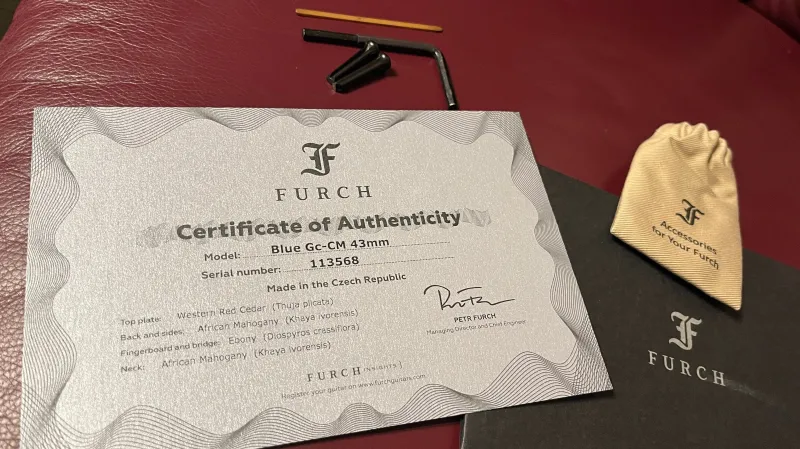 F
FURCH
Certificate of Authenticity
Model: Blue Gc-CM 43mm
Serial number: 113568
Made in the Czech Republic
Top plate: Western Red Cedar (Thuja plicata)
Back and sides: African Mahogany (Khaya ivorensis)
Fingerboard and bridge: Ebony (Diospyros crassiflora)
Neck: African Mahogany (Khaya ivorensis)
PETR FURCH
Managing Director and Chief Engineer
FURCH INSIGHTS
Register your guitar on www.furchguitars.com
F
Accessories
for Your Furch
F
FURCH